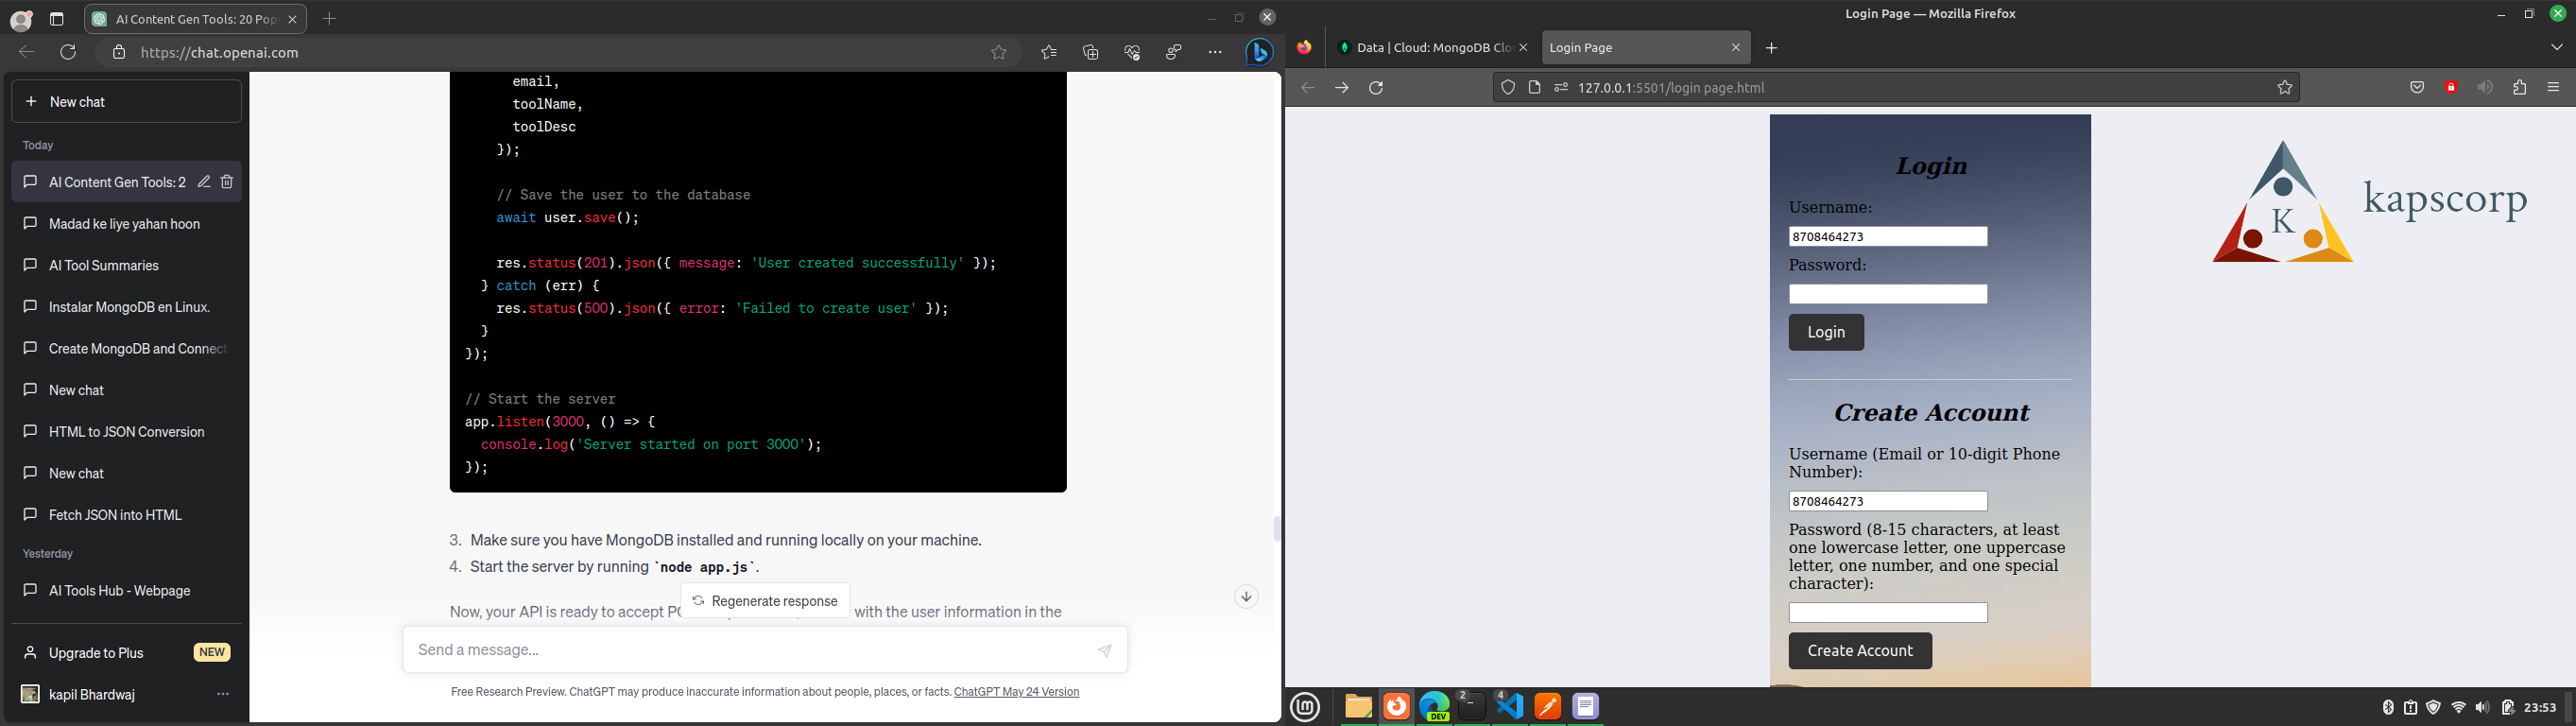 AI Content Gen Tools: 20 Pop
https://chat.openai.com
New chat
Today
AI Content Gen Tools: 2
Madad ke liye yahan hoon
AI Tool Summaries
Instalar MongoDB en Linux.
Create MongoDB and Connect
New chat
HTML to JSON Conversion
New chat
Fetch JSON into HTML
Yesterday
AI Tools Hub - Webpage
Upgrade to Plus NEW
kapil Bhardwaj
email,
toolName,
toolDesc
});
// Save the user to the database
await user.save();
res.status(201).json({ message: 'User created successfully' });
} catch (err) {
res.status(500).json({ error: 'Failed to create user' });
}
});
// Start the server
app.listen(3000, () => {
console.log('Server started on port 3000');
});
3. Make sure you have MongoDB installed and running locally on your machine.
4. Start the server by running `node app.js`.
Regenerate response
Now, your API is ready to accept with the user information in the
Send a message...
Free Research Preview. ChatGPT may produce inaccurate information about people, places, or facts. ChatGPT May 24 Version
Login Page — Mozilla Firefox
Data | Cloud: MongoDB Clo
Login Page
127.0.0.1:5501/login page.html
Login
Username:
8708464273
Password:
Login
Create Account
Username (Email or 10-digit Phone
Number):
8708464273
Password (8-15 characters, at least
one lowercase letter, one uppercase
letter, one number, and one special
character):
Create Account
K
kapscorp
lm
DEV
2
4
23:53